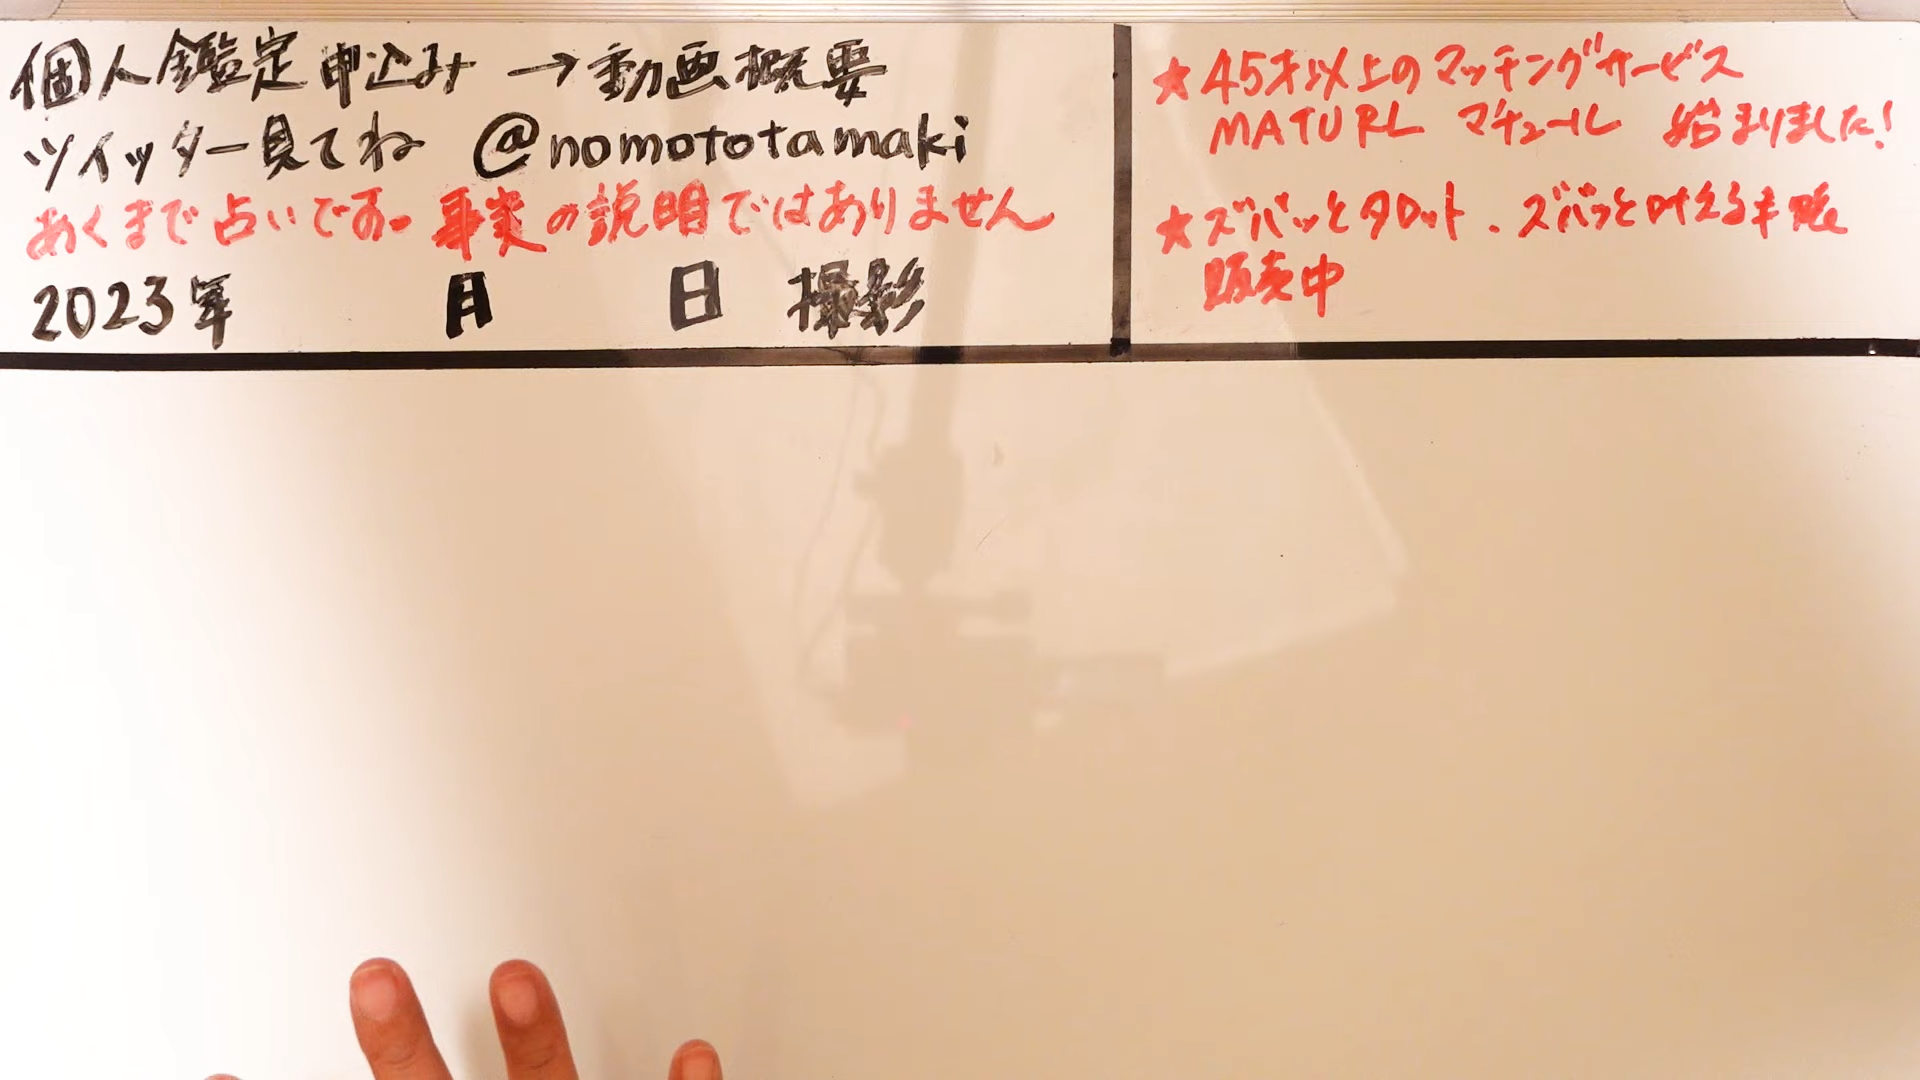 個人鑑定申込み→動画概要
ツイッター見てね @nomototamaki
あくまで占いです。事実の説明ではありません
2023年 月 日 撮影
★45才以上のマッチングサービス
MATURL マチュール 始まりました!
★ズバッとタロット.ズバッと叶える手帳
販売中